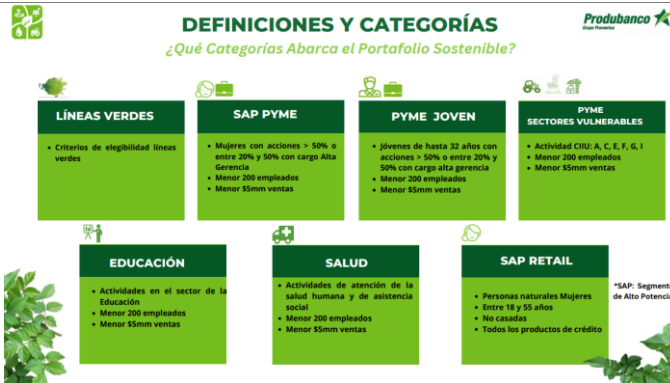 DEFINICIONES Y CATEGORÍAS
¿Qué Categorías Abarca el Portafolio Sostenible?
Produbanco
Grupo Promerica
LÍNEAS VERDES
• Criterios de elegibilidad líneas
verdes
SAP PYME
• Mujeres con acciones > 50% o
entre 20% y 50% con cargo Alta
Gerencia
• Menor 200 empleados
• Menor $5mm ventas
PYME JOVEN
• Jóvenes de hasta 32 años con
acciones > 50% o entre 20% y
50% con cargo alta gerencia
• Menor 200 empleados
• Menor $5mm ventas
PYME
SECTORES VULNERABLES
• Actividad CIIU: A, C, E, F, G, I
• Menor 200 empleados
• Menor $5mm ventas
EDUCACIÓN
• Actividades en el sector de la
Educación
• Menor 200 empleados
• Menor $5mm ventas
SALUD
• Actividades de atención de la
salud humana y de asistencia
social
• Menor 200 empleados
• Menor $5mm ventas
SAP RETAIL
• Personas naturales Mujeres
• Entre 18 y 55 años
• No casadas
• Todos los productos de crédito
*SAP: Segment
de Alto Potencia